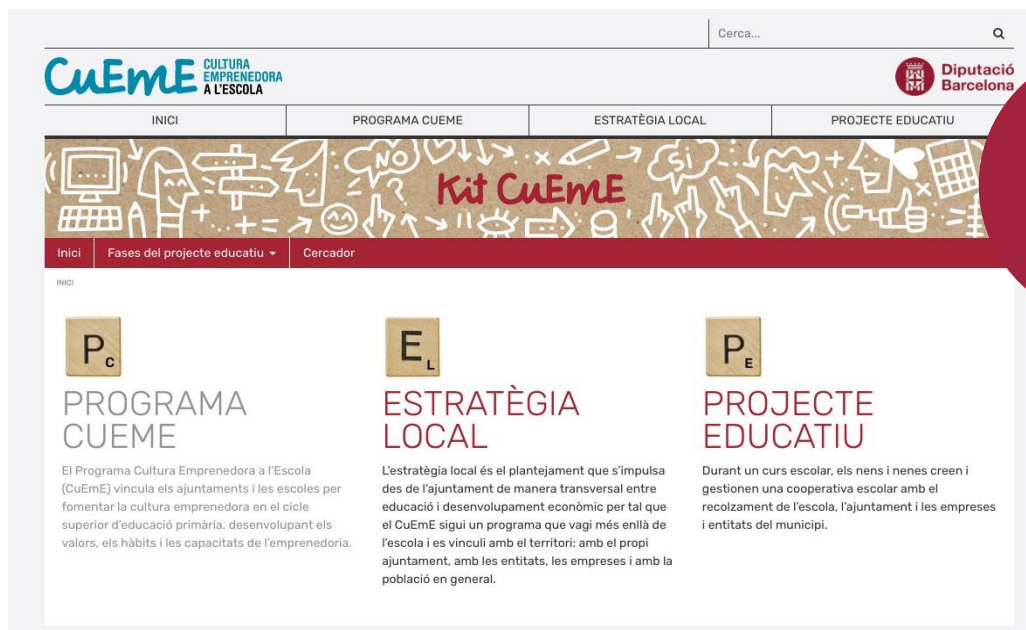 Cerca...
CuEmE CULTURA
EMPRENEDORA
A L'ESCOLA
Diputació
Barcelona
INICI
PROGRAMA CUEME
ESTRATÈGIA LOCAL
PROJECTE EDUCATIU
NO
SI
Kit CuEmE
Inici
Fases del projecte educatiu
Cercador
INICI
PC
PROGRAMA
CUEME
El Programa Cultura Emprenedora a l'Escola
(CuEmE) vincula els ajuntaments i les escoles per
fomentar la cultura emprenedora en el cicle
superior d'educació primària, desenvolupant els
valors, els hàbits i les capacitats de l'emprenedoria.
EL
ESTRATÈGIA
LOCAL
L'estratègia local és el plantejament que s'impulsa
des de l'ajuntament de manera transversal entre
educació i desenvolupament econòmic per tal que
el CuEmE sigui un programa que vagi més enllà de
l'escola i es vinculi amb el territori: amb el propi
ajuntament, amb les entitats, les empreses i amb la
població en general.
PE
PROJECTE
EDUCATIU
Durant un curs escolar, els nens i nenes creen i
gestionen una cooperativa escolar amb el
recolzament de l'escola, l'ajuntament i les empreses
i entitats del municipi.